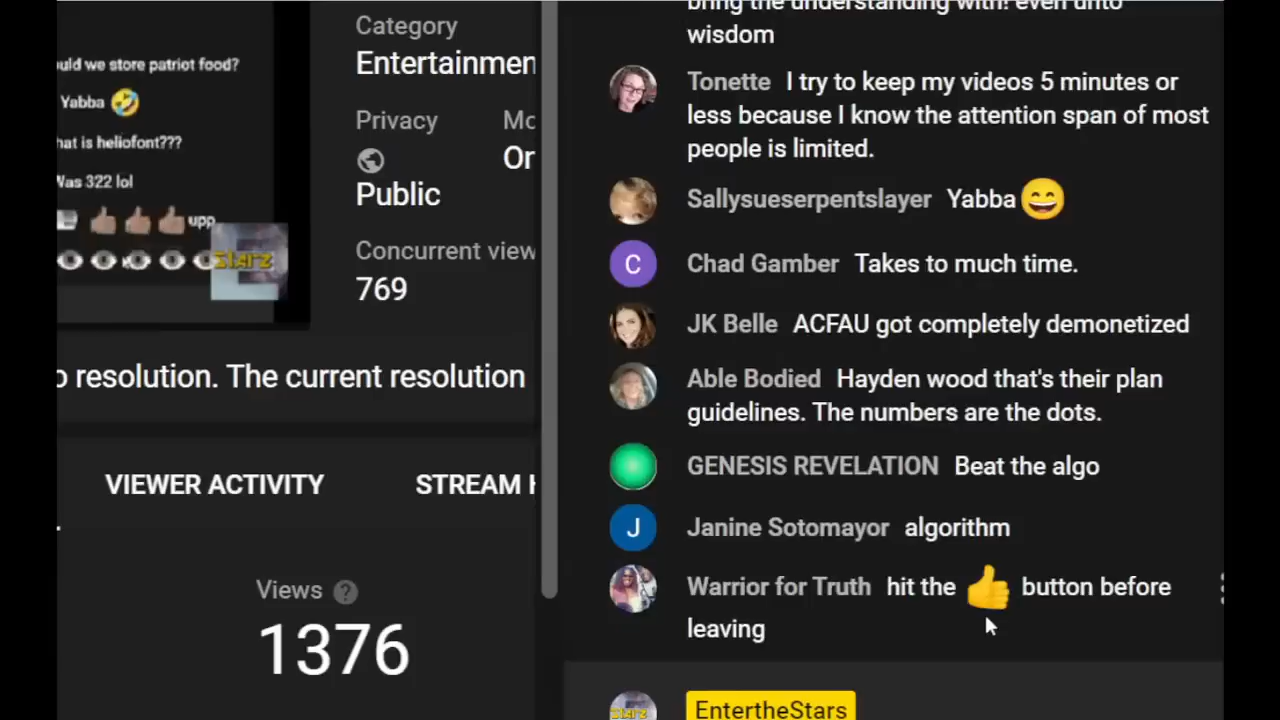 Category
Entertainmen
Privacy
Mo
Public
Or
Concurrent view
769
uld we store patriot food?
Yabba 🤣
hat is heliofont???
Was 322 lol
👍🏽 👍🏽 👍🏽 upp
Starz
o resolution. The current resolution
VIEWER ACTIVITY
STREAM H
Views
1376
bring the understanding with! even unto
wisdom
Tonette I try to keep my videos 5 minutes or
less because I know the attention span of most
people is limited.
Sallysueserpentslayer Yabba😄
C
Chad Gamber Takes to much time.
JK Belle ACFAU got completely demonetized
Able Bodied Hayden wood that's their plan
guidelines. The numbers are the dots.
GENESIS REVELATION Beat the algo
J
Janine Sotomayor algorithm
Warrior for Truth hit the 👍 button before
leaving
EntertheStars